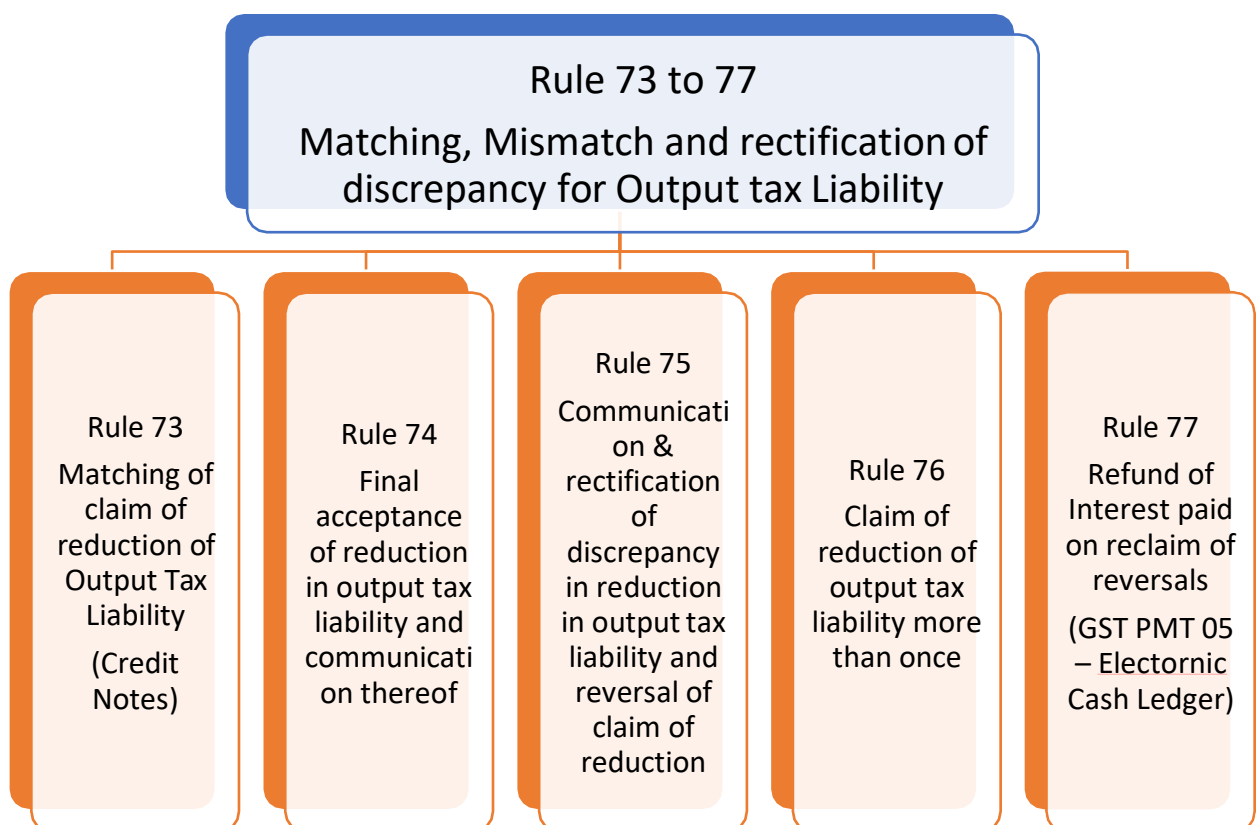 Rule 73 to 77
Matching, Mismatch and rectification of
discrepancy for Output tax Liability
Rule 73
Matching of
claim of
reduction of
Output Tax
Liability
(Credit
Notes)
Rule 74
Final
acceptance
of reduction
in output tax
liability and
communicati
on thereof
Rule 75
Communicati
on &
rectification
of
discrepancy
in reduction
in output tax
liability and
reversal of
claim of
reduction
Rule 76
Claim of
reduction of
output tax
liability more
than once
Rule 77
Refund of
Interest paid
on reclaim of
reversals
(GST PMT 05
– Electornic
Cash Ledger)